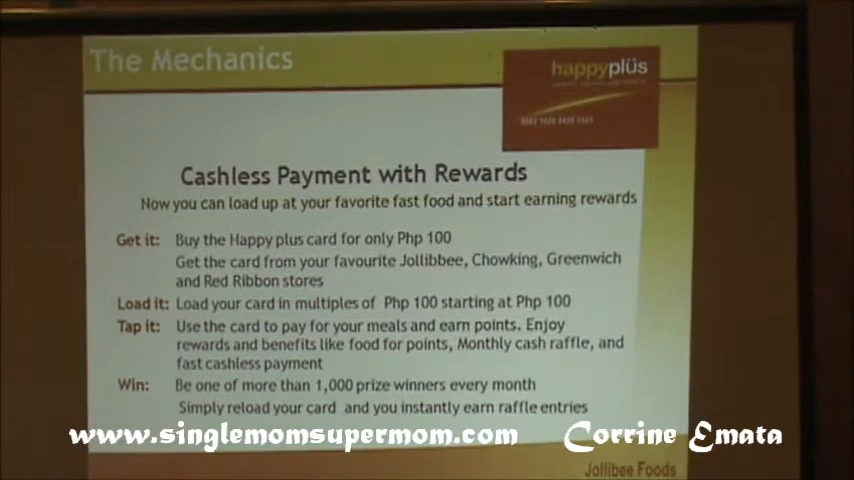 The Mechanics
happyplüs
Cashless Payment with Rewards
Now you can load up at your favorite fast food and start earning rewards
Get it: Buy the Happy plus card for only Php 100
Get the card from your favourite Jollibbee, Chowking, Greenwich
and Red Ribbon stores
Load it: Load your card in multiples of Php 100 starting at Php 100
Tap it: Use the card to pay for your meals and earn points. Enjoy
rewards and benefits like food for points, Monthly cash raffle, and
fast cashless payment
Win: Be one of more than 1,000 prize winners every month
Simply reload your card and you instantly earn raffle entries
www.singlemomsupermom.com Corrine Emata
Jollibee Foods